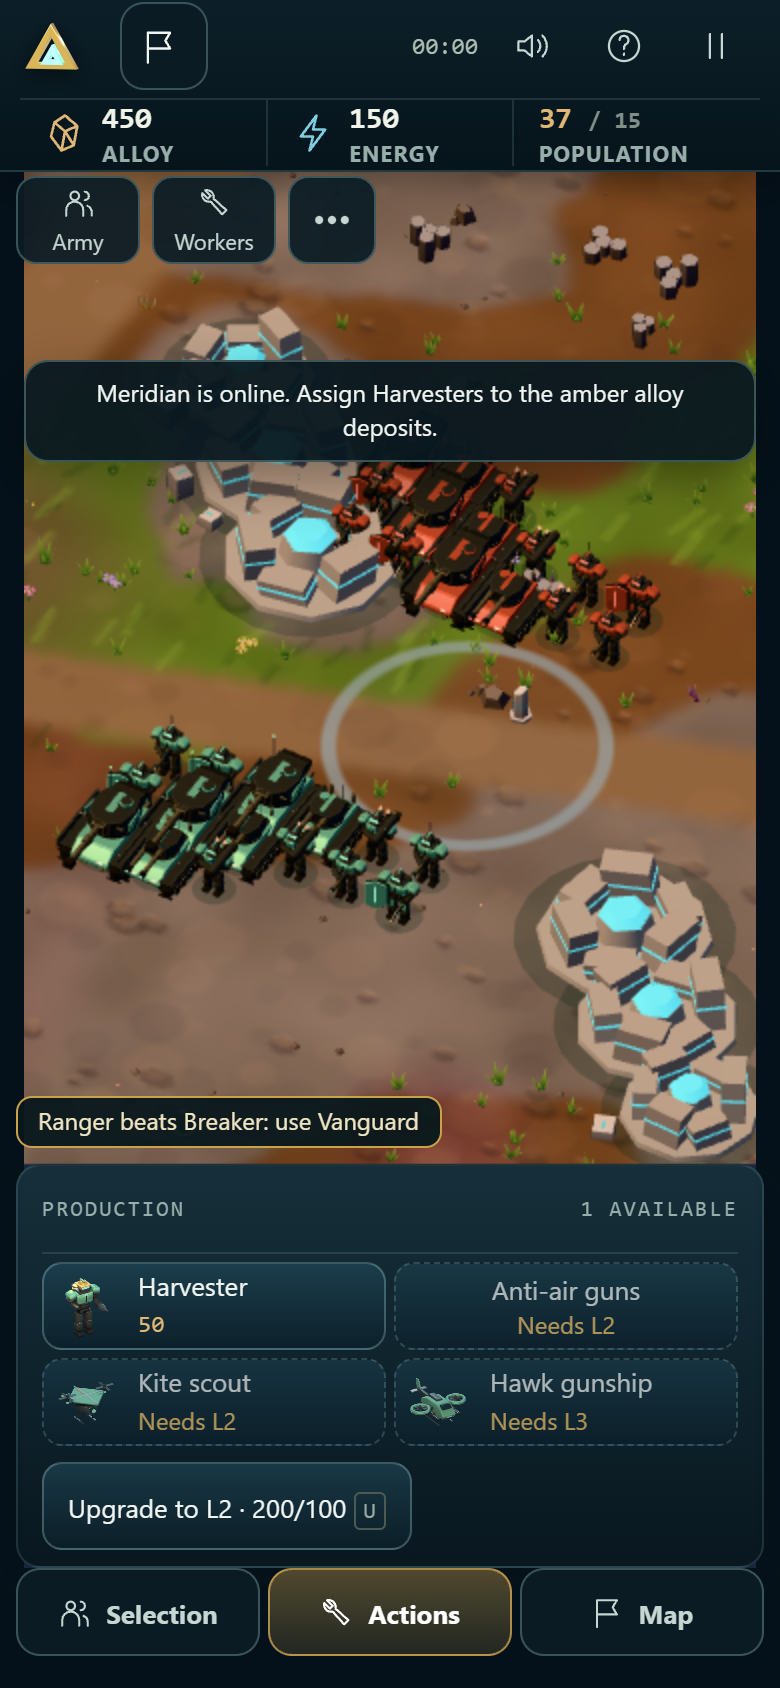 00:00
450
ALLOY
150
ENERGY
37 / 15
POPULATION
Army
Workers
Meridian is online. Assign Harvesters to the amber alloy
deposits.
Ranger beats Breaker: use Vanguard
PRODUCTION
1 AVAILABLE
Harvester
50
Anti-air guns
Needs L2
Kite scout
Needs L2
Hawk gunship
Needs L3
Upgrade to L2 · 200/100 U
Selection
Actions
Map